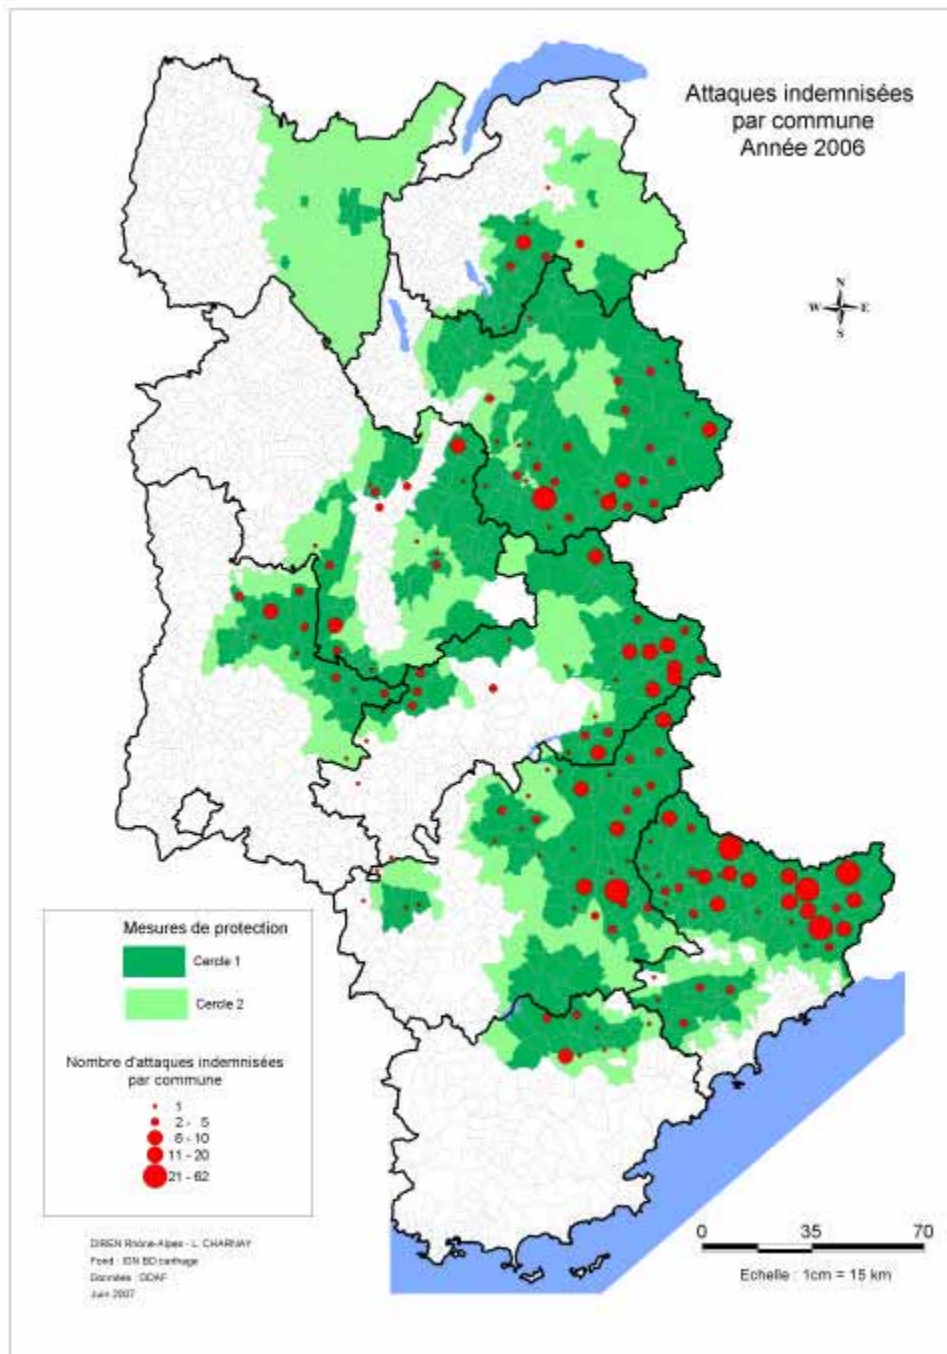 Attaques indemnisées
par commune
Année 2006
N
W E
S
Mesures de protection
Cercle 1
Cercle 2
Nombre d'attaques indemnisées
par commune
1
2 - 5
6 - 10
11 - 20
21 - 62
DIREN Rhône-Alpes - L. CHARNAY
Fond : IGN BD carthage
Données : DDAF
Juin 2007
0 35 70
Echelle : 1cm = 15 km